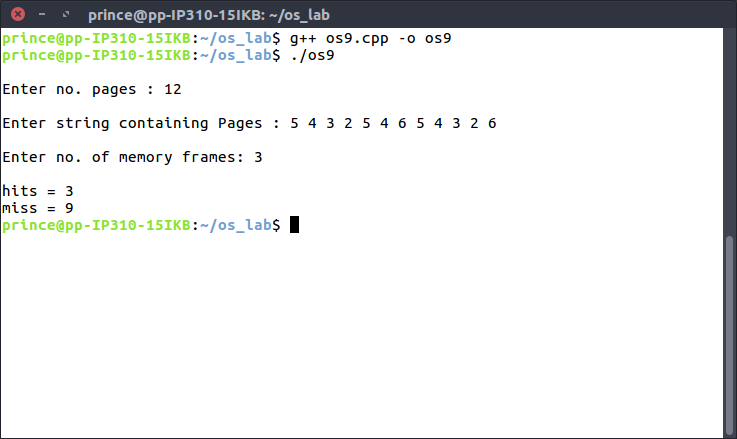 prince@pp-IP310-15IKB: ~/os_lab
prince@pp-IP310-15IKB:~/os_lab$ g++ os9.cpp -o os9
prince@pp-IP310-15IKB:~/os_lab$ ./os9
Enter no. pages : 12
Enter string containing Pages : 5 4 3 2 5 4 6 5 4 3 2 6
Enter no. of memory frames: 3
hits = 3
miss = 9
prince@pp-IP310-15IKB:~/os_lab$